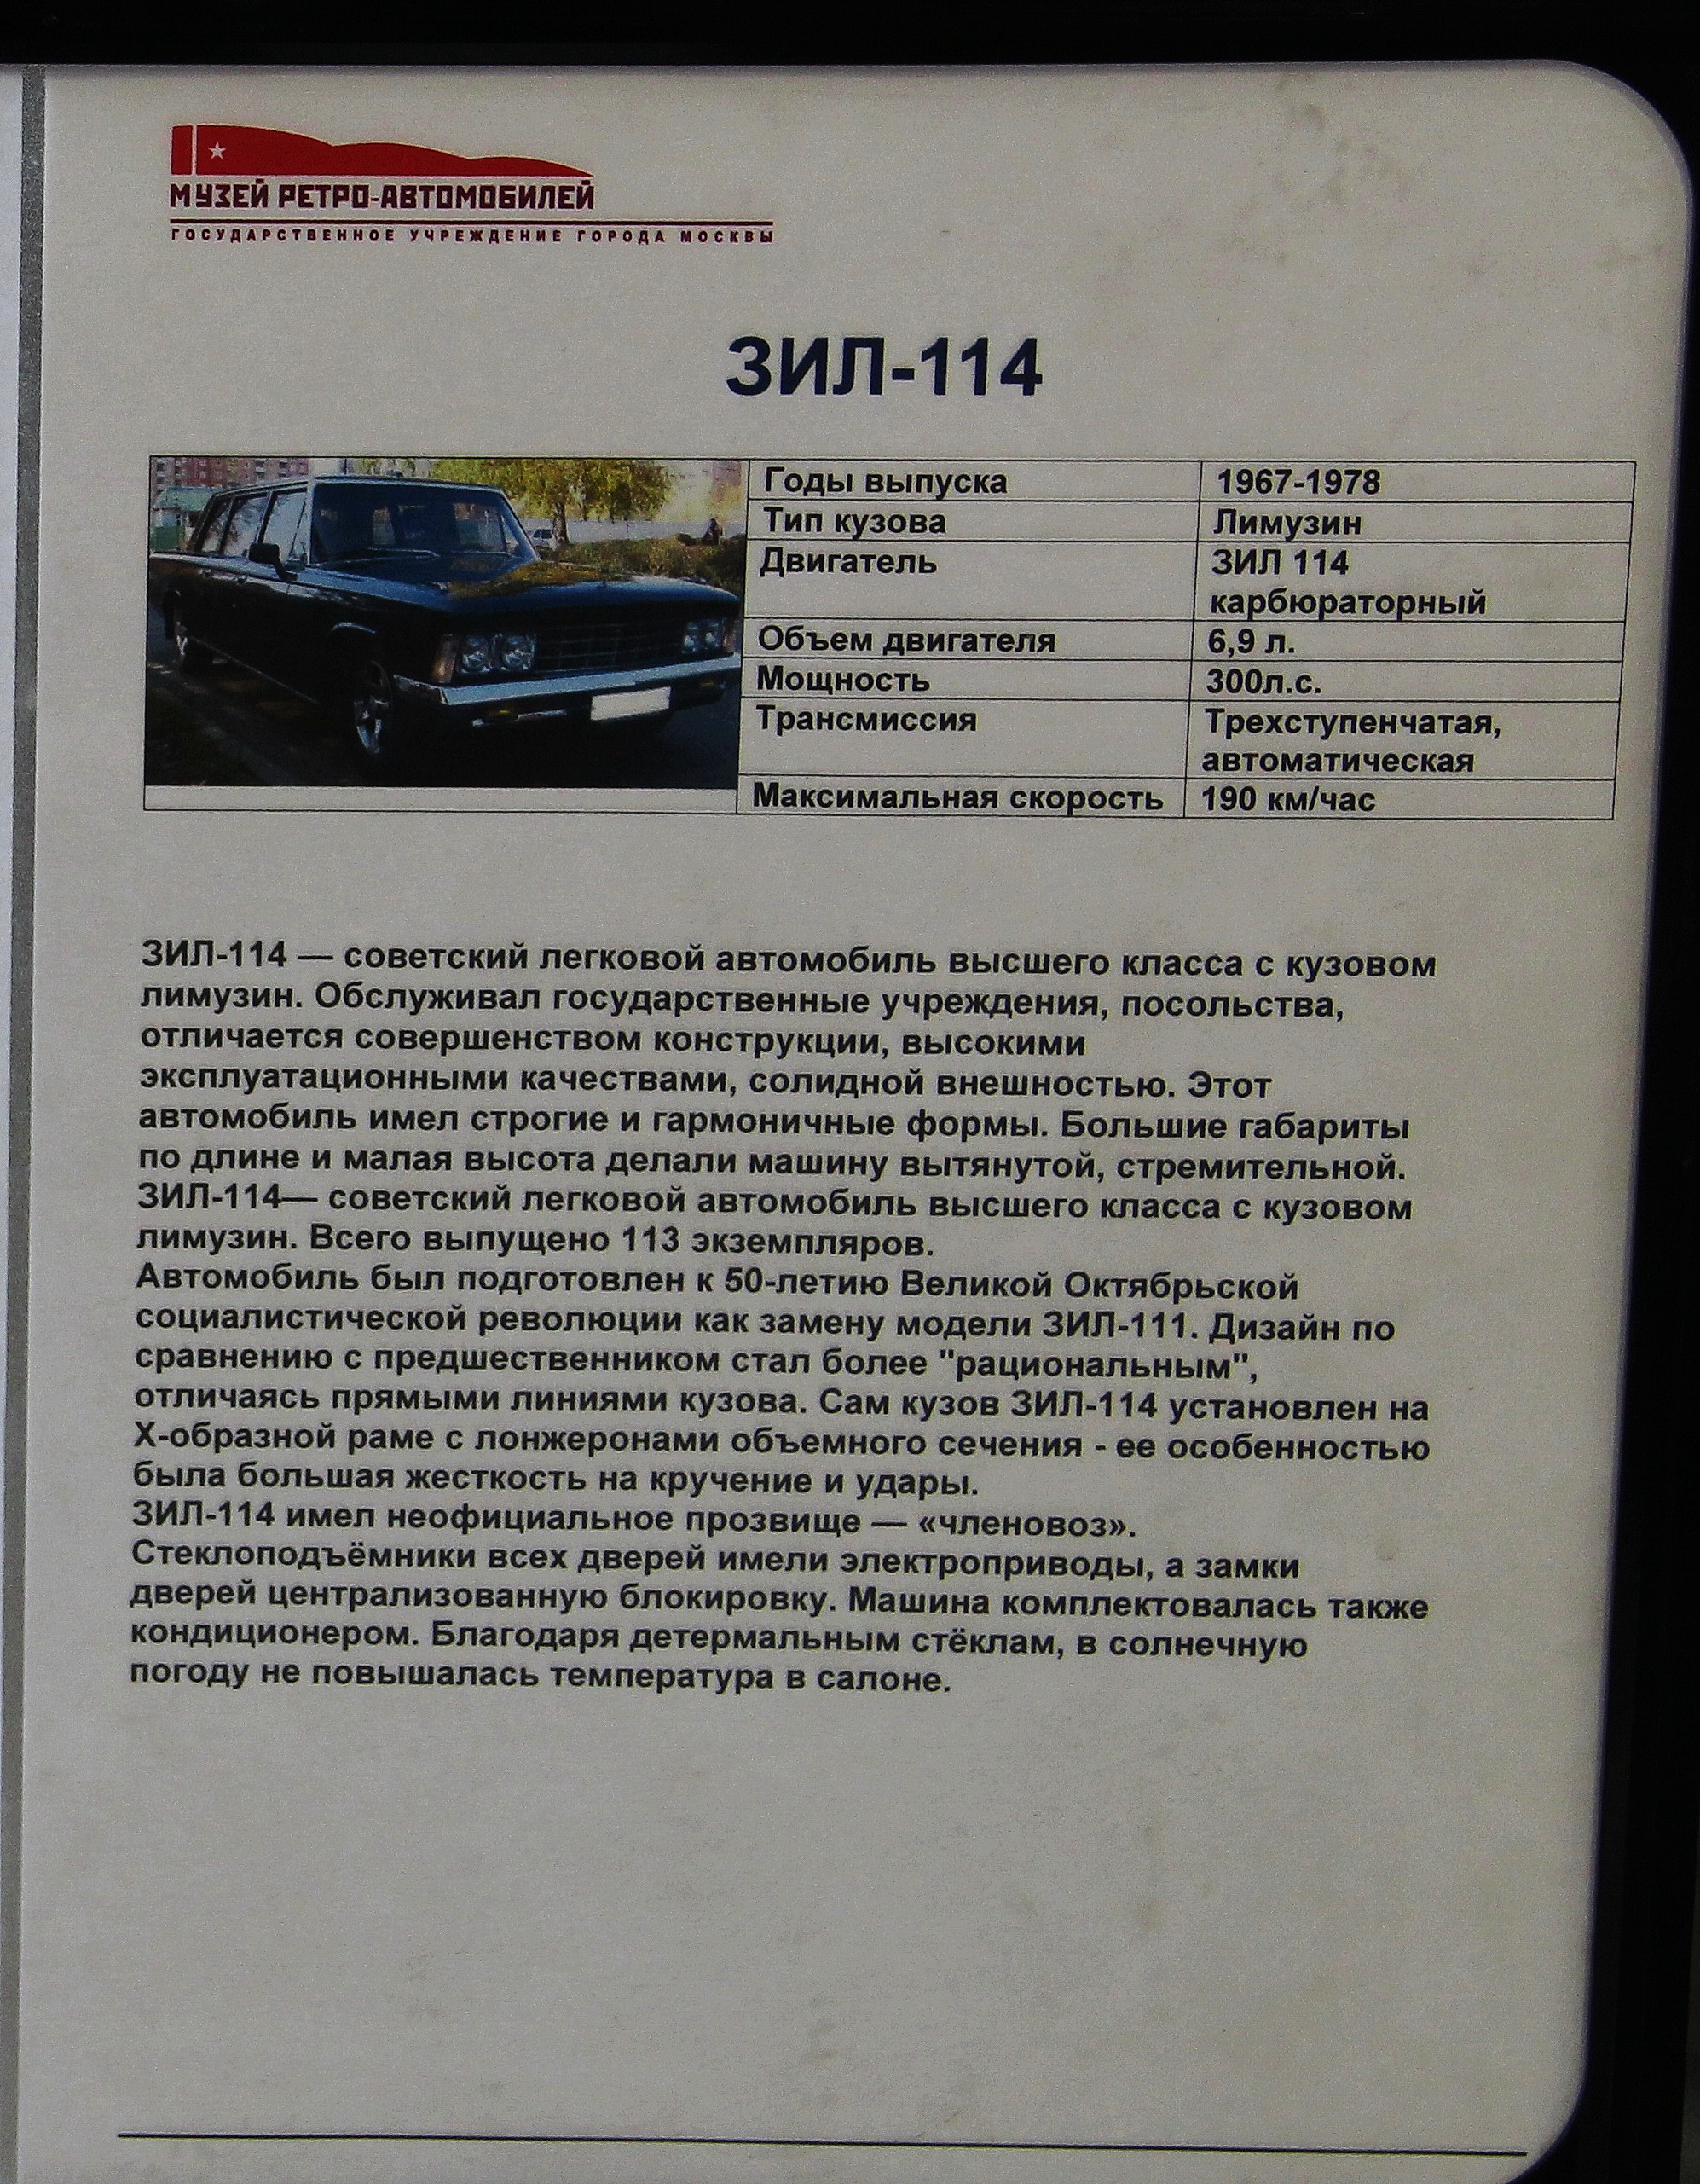 МУЗЕЙ РЕТРО-АВТОМОБИЛЕЙ
ГОСУДАРСТВЕННОЕ УЧРЕЖДЕНИЕ ГОРОДА МОСКВЫ
ЗИЛ-114
Годы выпуска 1967-1978
Тип кузова Лимузин
Двигатель ЗИЛ 114
карбюраторный
Объем двигателя 6,9 л.
Мощность 300л.с.
Трансмиссия Трехступенчатая,
автоматическая
Максимальная скорость 190 км/час
ЗИЛ-114 — советский легковой автомобиль высшего класса с кузовом
лимузин. Обслуживал государственные учреждения, посольства,
отличается совершенством конструкции, высокими
эксплуатационными качествами, солидной внешностью. Этот
автомобиль имел строгие и гармоничные формы. Большие габариты
по длине и малая высота делали машину вытянутой, стремительной.
ЗИЛ-114— советский легковой автомобиль высшего класса с кузовом
лимузин. Всего выпущено 113 экземпляров.
Автомобиль был подготовлен к 50-летию Великой Октябрьской
социалистической революции как замену модели ЗИЛ-111. Дизайн по
сравнению с предшественником стал более "рациональным",
отличаясь прямыми линиями кузова. Сам кузов ЗИЛ-114 установлен на
Х-образной раме с лонжеронами объемного сечения - ее особенностью
была большая жесткость на кручение и удары.
ЗИЛ-114 имел неофициальное прозвище — «членовоз».
Стеклоподъёмники всех дверей имели электроприводы, а замки
дверей централизованную блокировку. Машина комплектовалась также
кондиционером. Благодаря детермальным стёклам, в солнечную
погоду не повышалась температура в салоне.